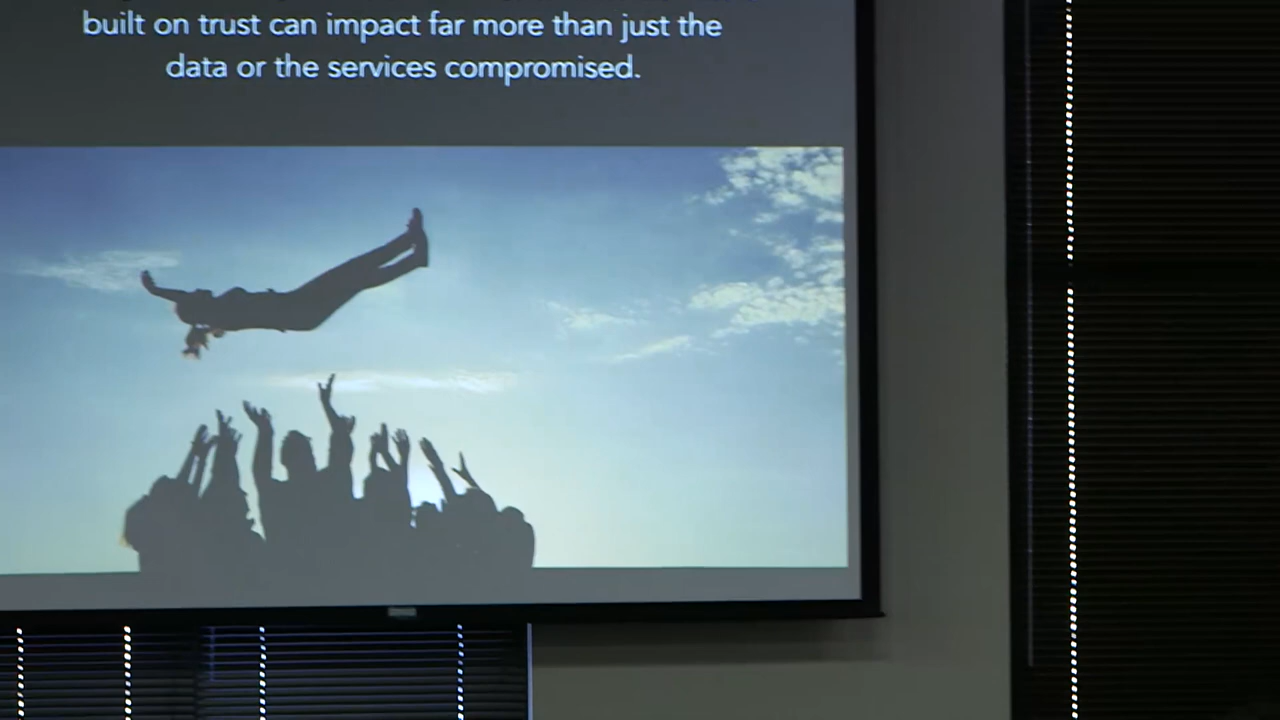 built on trust can impact far more than just the
data or the services compromised.